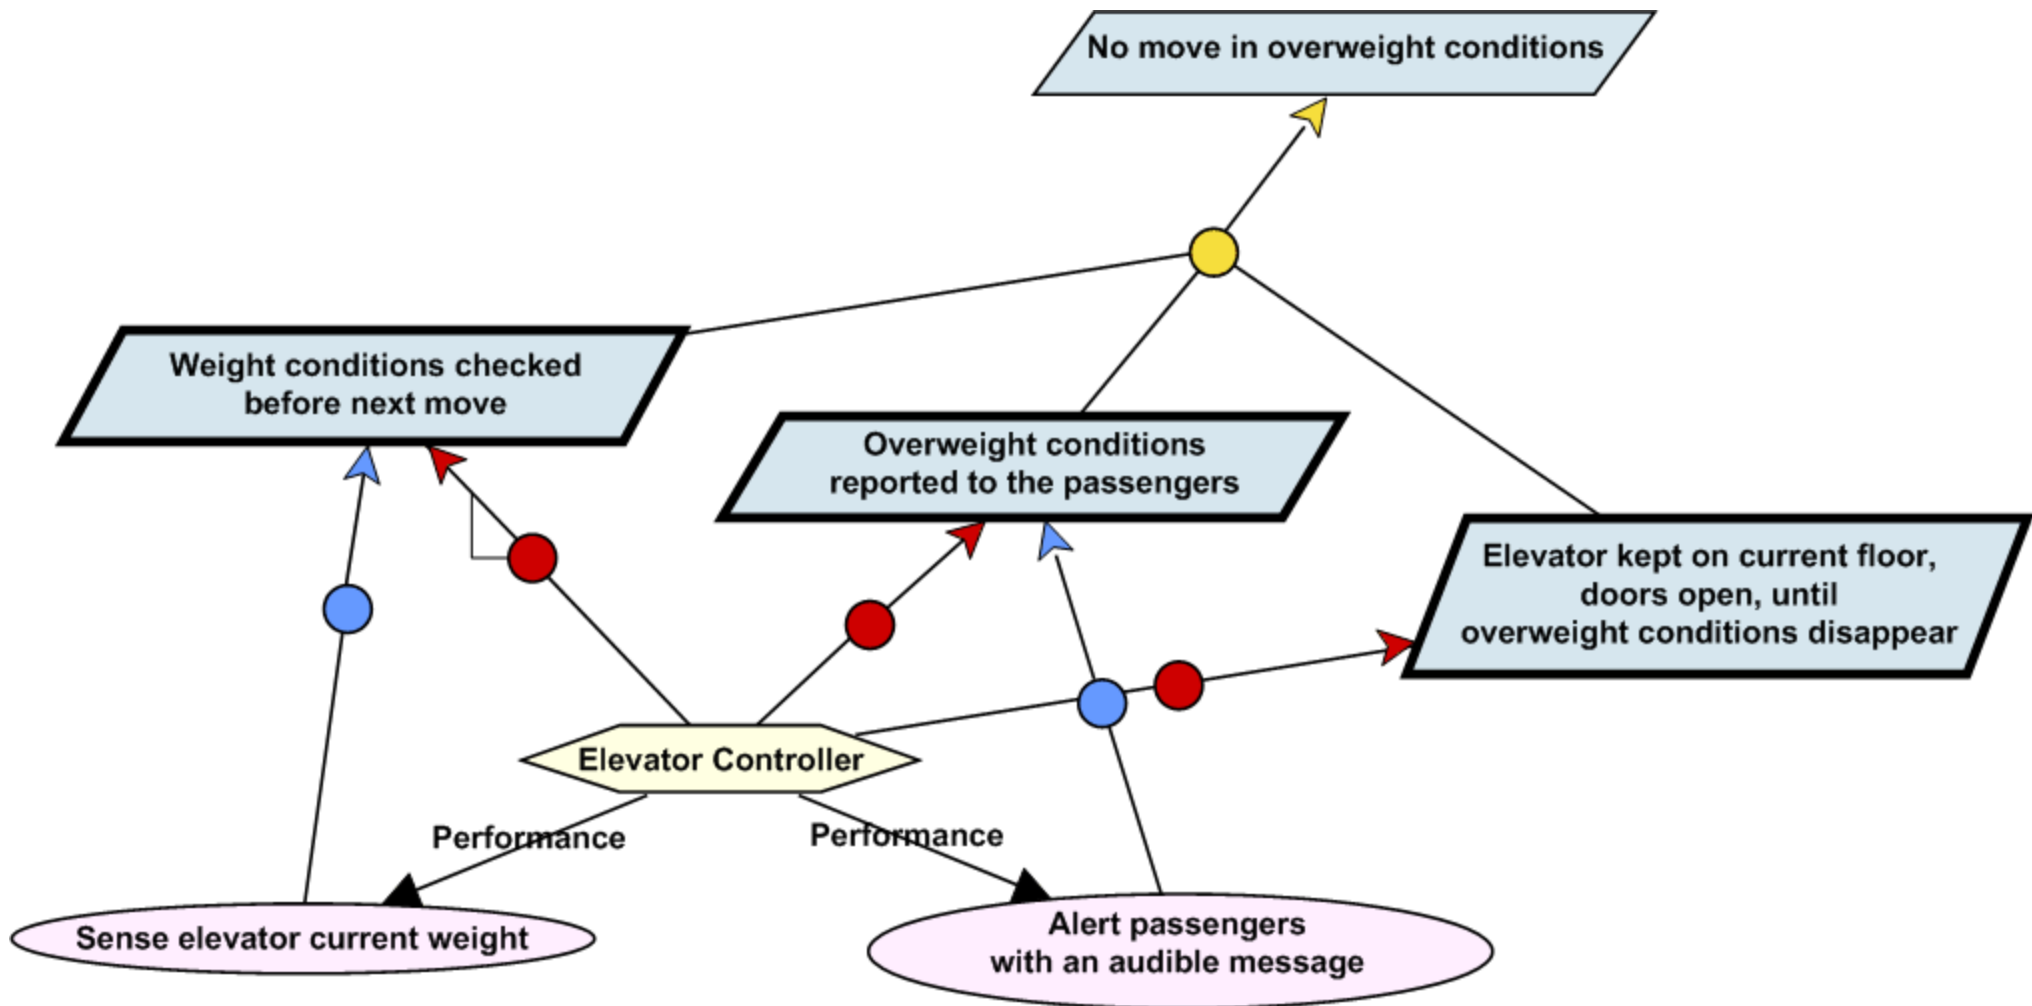 No move in overweight conditions
Weight conditions checked
before next move
Overweight conditions
reported to the passengers
Elevator kept on current floor,
doors open, until
overweight conditions disappear
Elevator Controller
Performance
Performance
Sense elevator current weight
Alert passengers
with an audible message